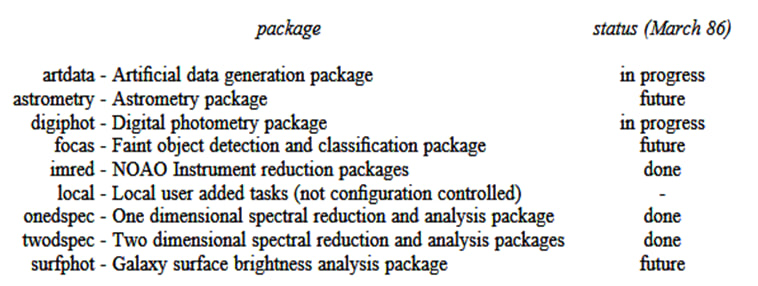 package status (March 86)
artdata - Artificial data generation package in progress
astrometry - Astrometry package future
digiphot - Digital photometry package in progress
focas - Faint object detection and classification package future
imred - NOAO Instrument reduction packages done
local - Local user added tasks (not configuration controlled) -
onedspec - One dimensional spectral reduction and analysis package done
twodspec - Two dimensional spectral reduction and analysis packages done
surfphot - Galaxy surface brightness analysis package future